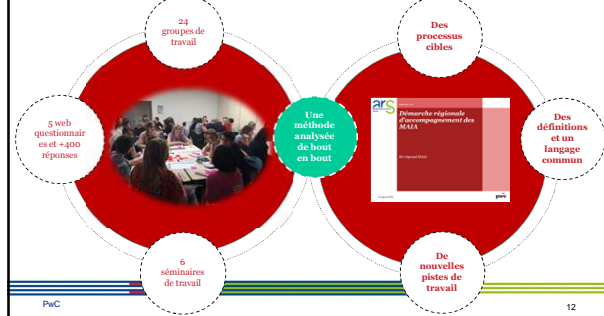 24
groupes de
travail
5 web
questionnair
es et +400
réponses
6
séminaires
de travail
Une
méthode
analysée
de bout
en bout
Des
processus
cibles
ars
Démarche régionale
d'accompagnement des
MAIA
pwc
Des
définitions
et un
langage
commun
De
nouvelles
pistes de
travail
PwC
12